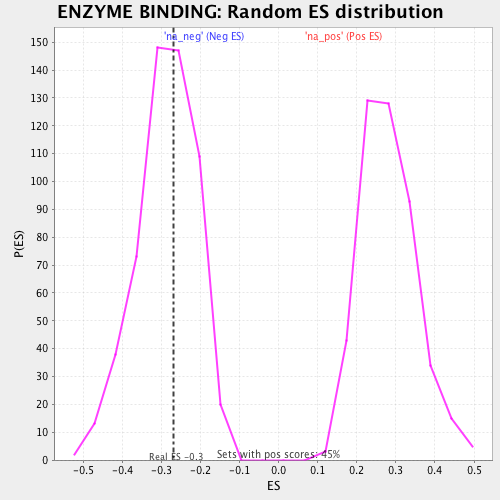 ENZYME BINDING: Random ES distribution
'na_neg' (Neg ES) 'na_pos' (Pos ES)
150
140
130
120
110
100
90
80
70
60
50
40
30
20
10
0
P(ES)
Real ES -0.3 Sets with pos scores: 45%
-0.5 -0.4 -0.3 -0.2 -0.1 0.0 0.1 0.2 0.3 0.4 0.5
ES